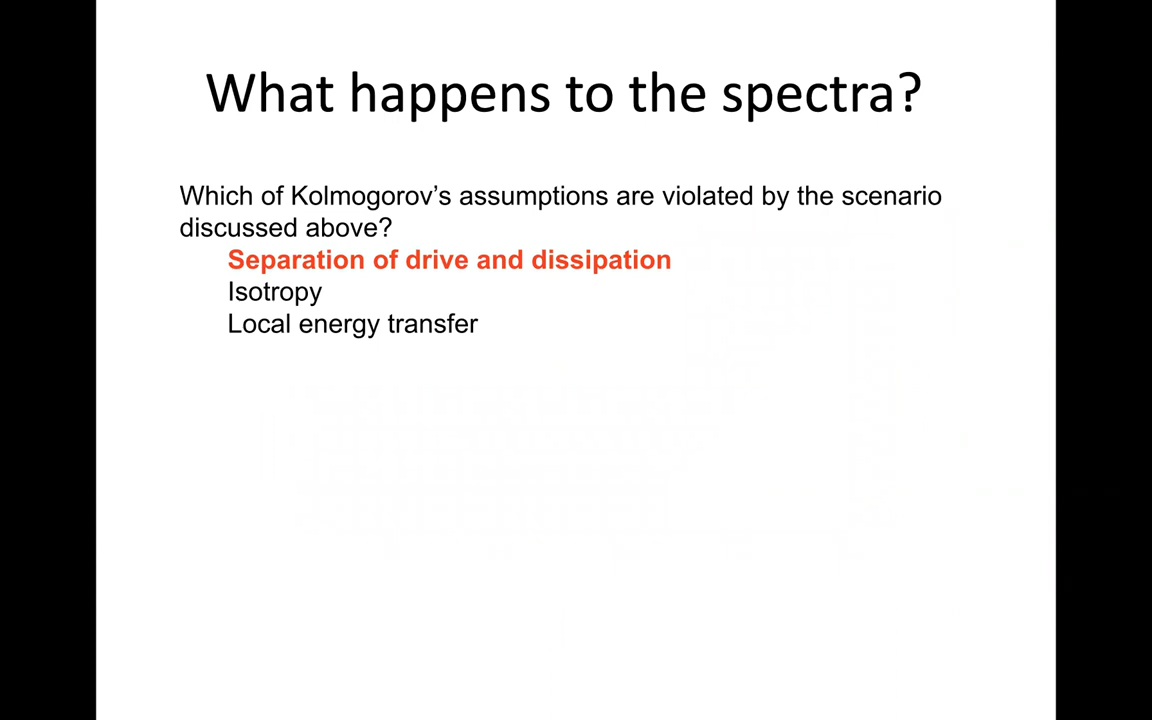 What happens to the spectra?
Which of Kolmogorov’s assumptions are violated by the scenario
discussed above?
Separation of drive and dissipation
Isotropy
Local energy transfer